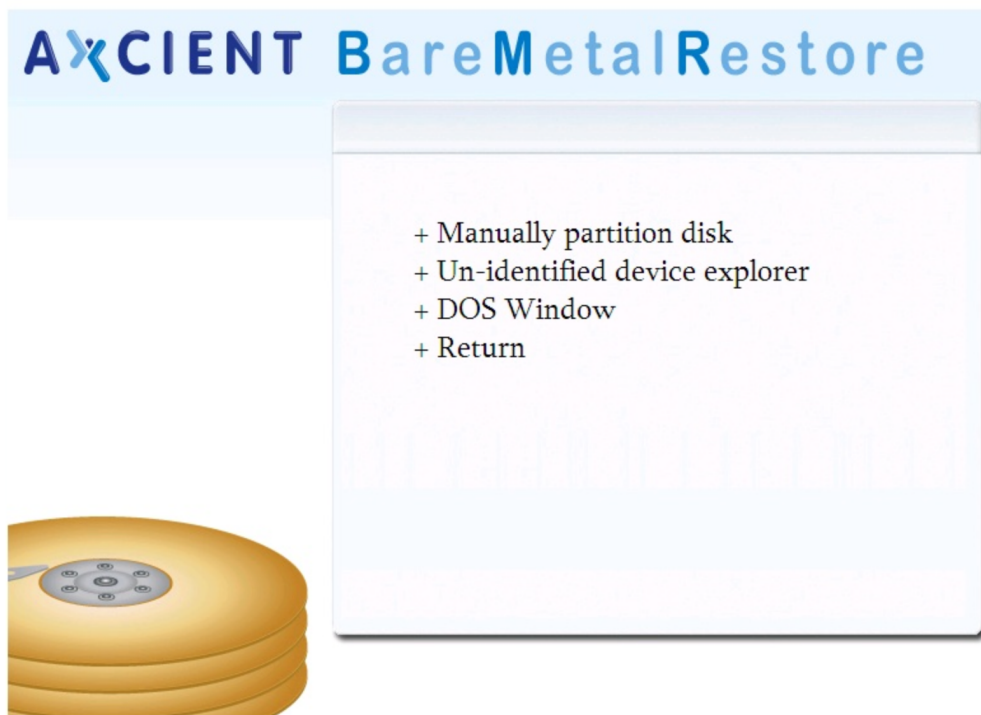 AXCIENT BareMetalRestore
+ Manually partition disk
+ Un-identified device explorer
+ DOS Window
+ Return